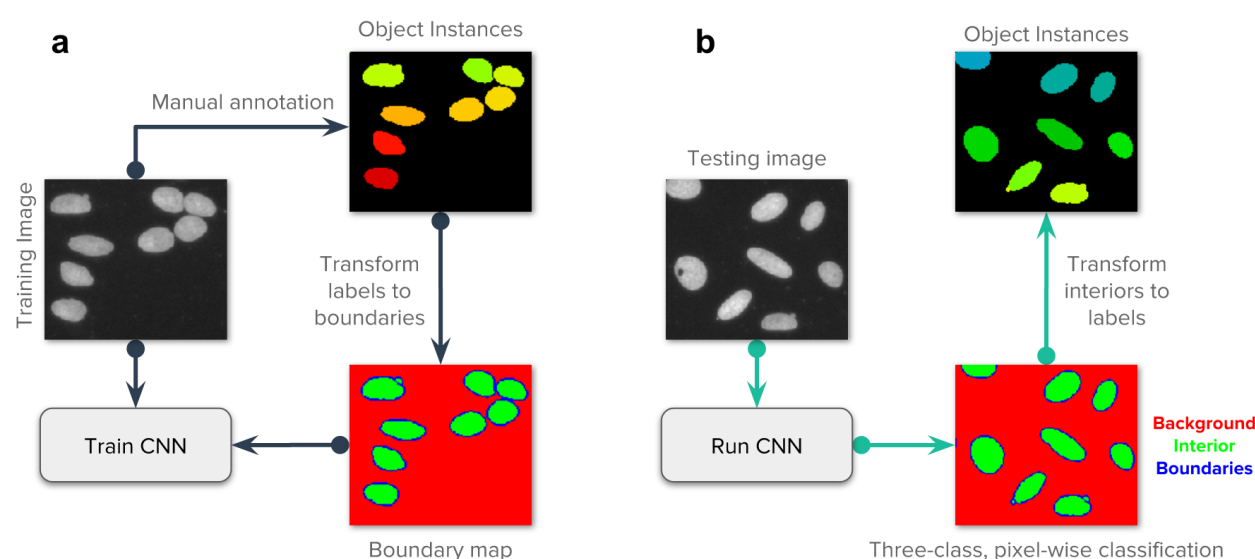 a
Object Instances
Manual annotation
Training Image
Transform
labels to
boundaries
Train CNN
Boundary map
b
Object Instances
Testing image
Transform
interiors to
labels
Run CNN
Background
Interior
Boundaries
Three-class, pixel-wise classification